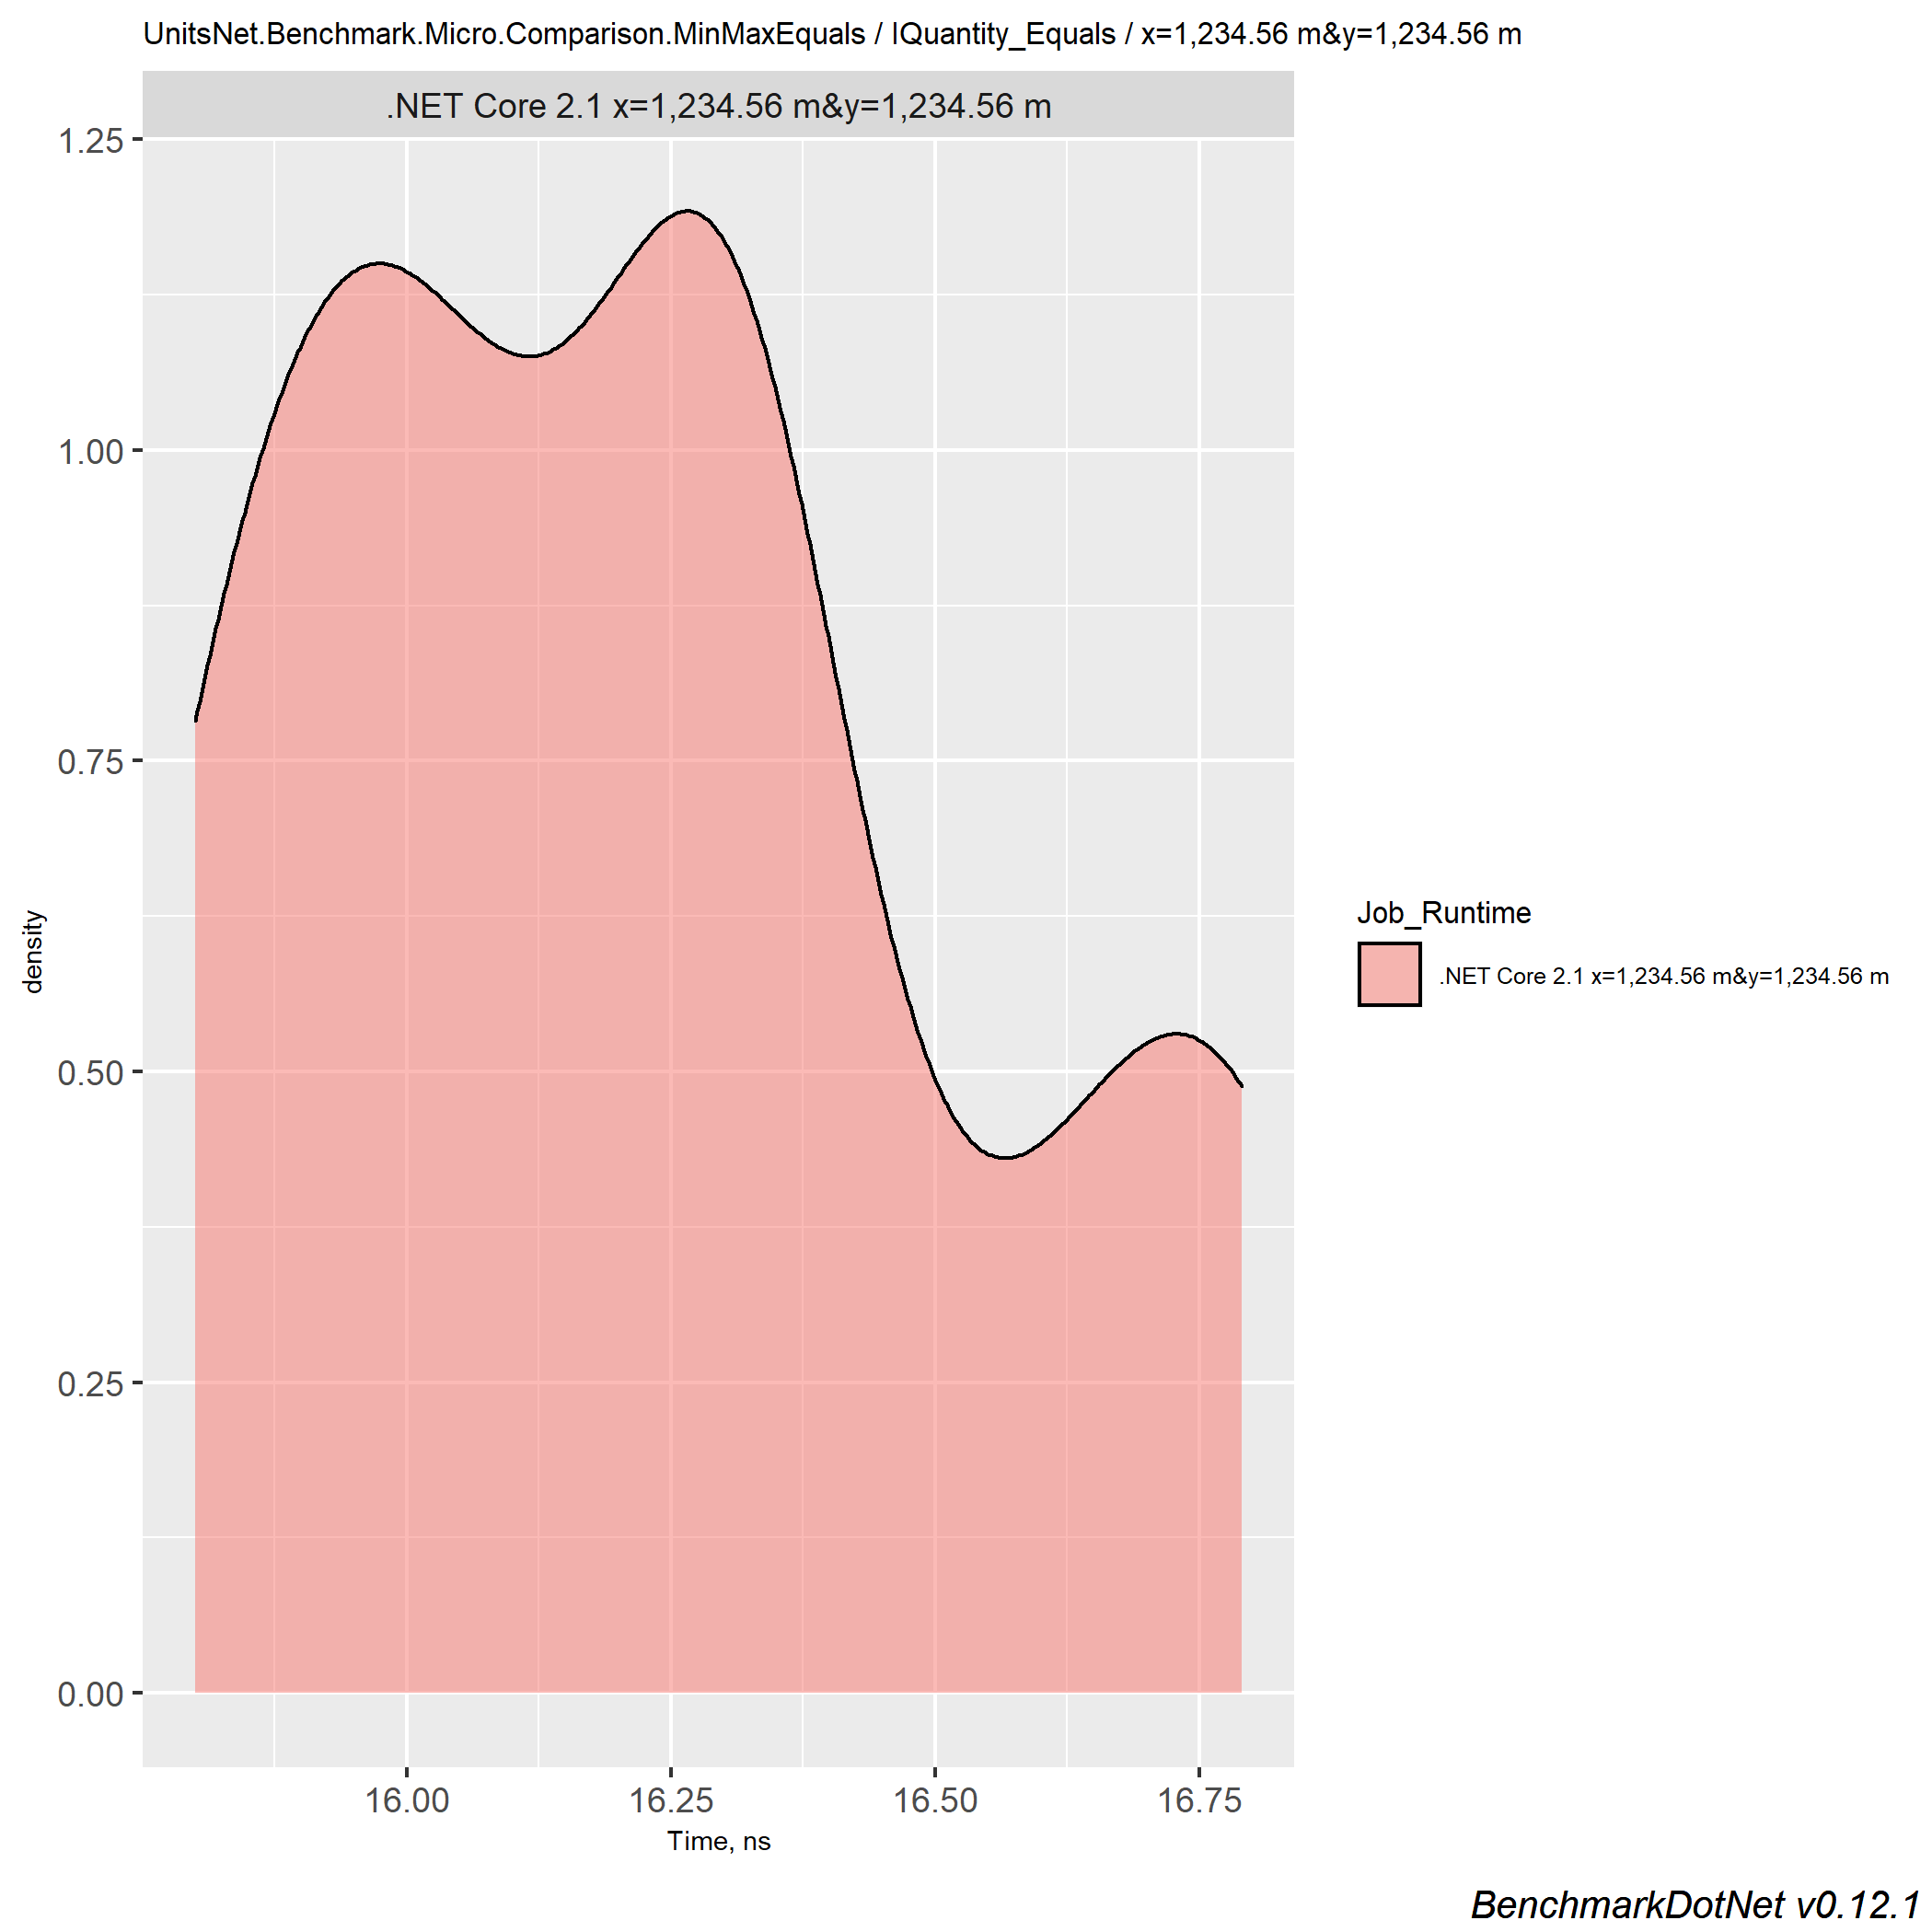 UnitsNet.Benchmark.Micro.Comparison.MinMaxEquals / IQuantity_Equals / x=1,234.56 m&y=1,234.56 m
.NET Core 2.1 x=1,234.56 m&y=1,234.56 m
1.25
1.00
0.75
0.50
0.25
0.00
density
16.00 16.25 16.50 16.75
Time, ns
Job_Runtime
.NET Core 2.1 x=1,234.56 m&y=1,234.56 m
BenchmarkDotNet v0.12.1